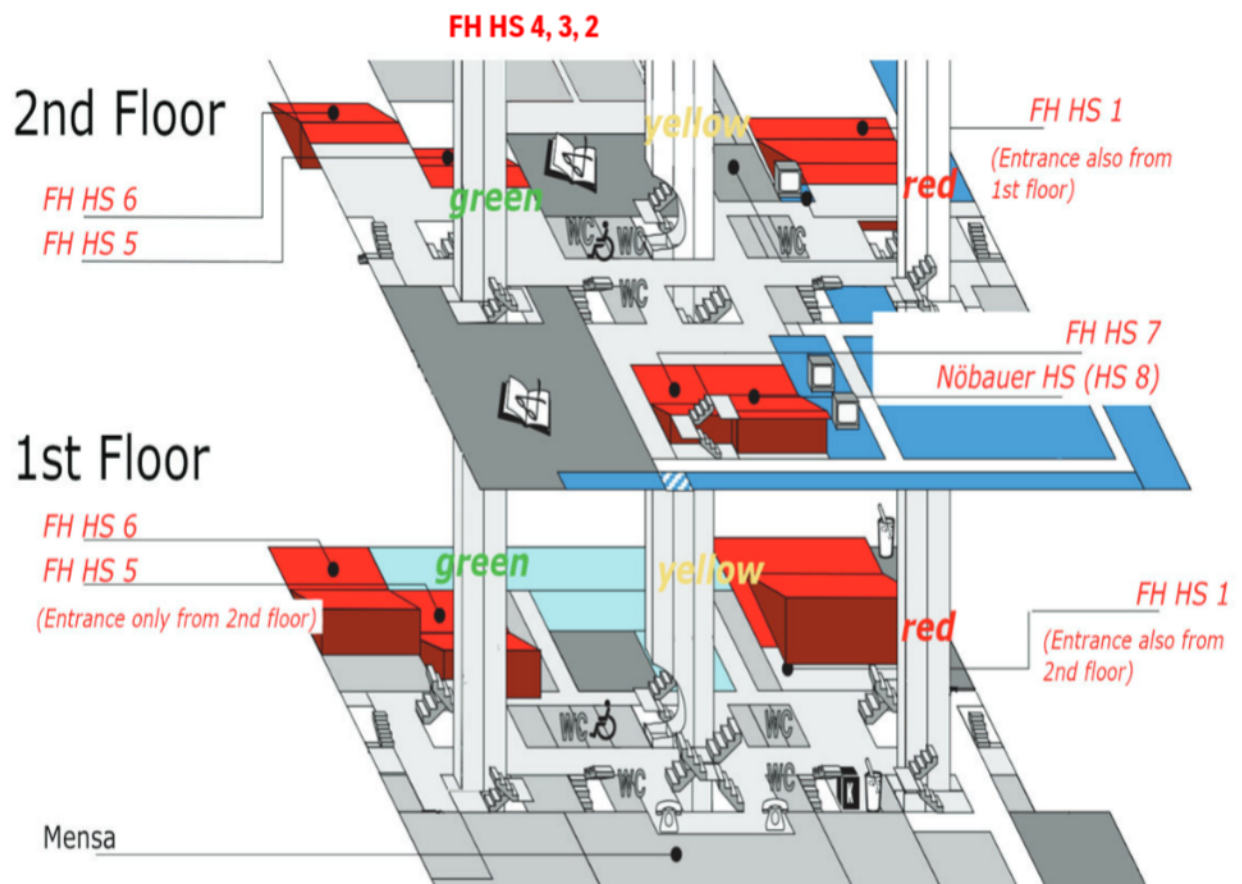 FH HS 4, 3, 2
2nd Floor
yellow
FH HS 1
(Entrance also from
1st floor)
red
FH HS 6
green
FH HS 5
WC
WC
WC
WC
FH HS 7
Nöbauer HS (HS 8)
1st Floor
FH HS 6
green
yellow
FH HS 5
(Entrance only from 2nd floor)
FH HS 1
red
(Entrance also from
2nd floor)
WC
WC
WC
WC
K
Mensa